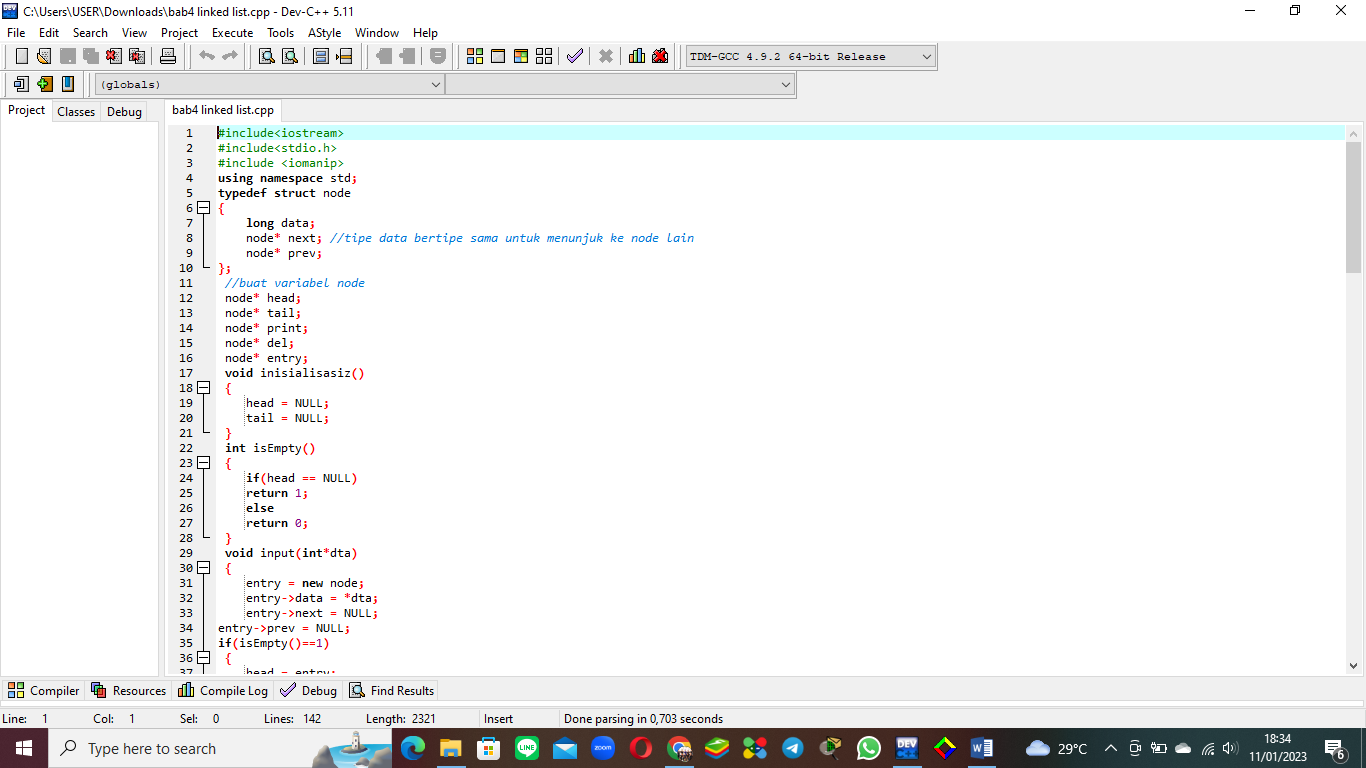 C:\Users\USER\Downloads\bab4 linked list.cpp - Dev-C++ 5.11
File Edit Search View Project Execute Tools AStyle Window Help
TDM-GCC 4.9.2 64-bit Release
(globals)
Project Classes Debug
bab4 linked list.cpp
1 #include<iostream>
2 #include<stdio.h>
3 #include <iomanip>
4 using namespace std;
5 typedef struct node
6 {
7 long data;
8 node* next; //tipe data bertipe sama untuk menunjuk ke node lain
9 node* prev;
10 };
11 //buat variabel node
12 node* head;
13 node* tail;
14 node* print;
15 node* del;
16 node* entry;
17 void inisialisasiz()
18 {
19 head = NULL;
20 tail = NULL;
21 }
22 int isEmpty()
23 {
24 if(head == NULL)
25 return 1;
26 else
27 return 0;
28 }
29 void input(int*dta)
30 {
31 entry = new node;
32 entry->data = *dta;
33 entry->next = NULL;
34 entry->prev = NULL;
35 if(isEmpty()==1)
36 {
37 head = entry;
Compiler Resources Compile Log Debug Find Results
Line: 1 Col: 1 Sel: 0 Lines: 142 Length: 2321 Insert Done parsing in 0,703 seconds
Type here to search
LINE
zoom
DEV
W
29°C
18:34
11/01/2023
6